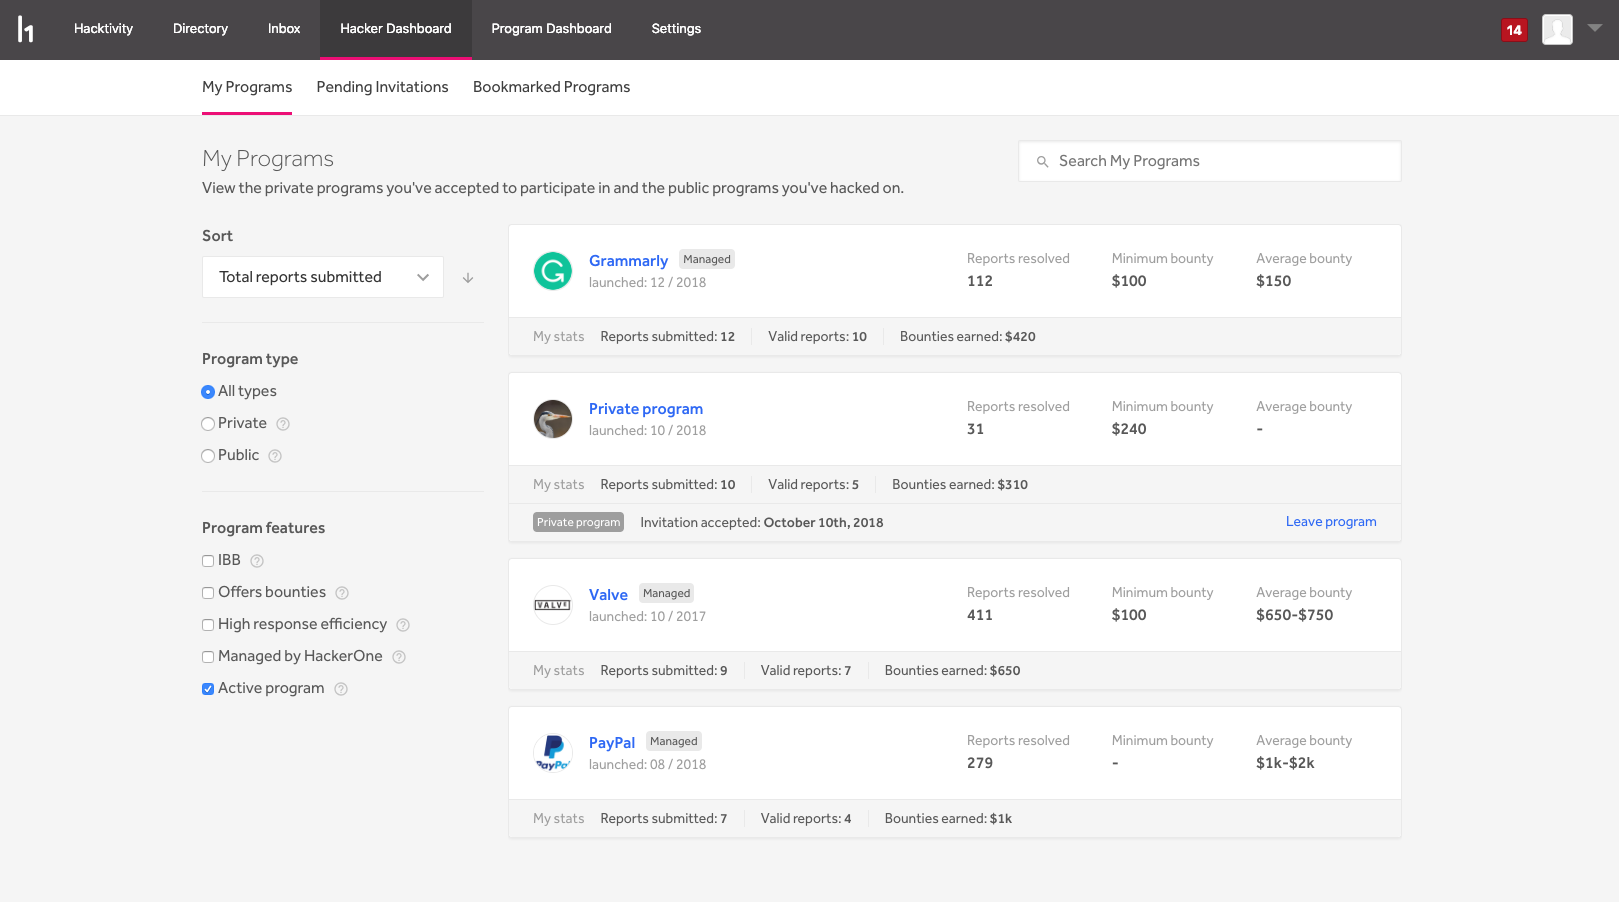 Hacktivity Directory Inbox Hacker Dashboard Program Dashboard Settings 14
My Programs Pending Invitations Bookmarked Programs
My Programs
View the private programs you've accepted to participate in and the public programs you've hacked on.
Search My Programs
Sort
Total reports submitted
Program type
All types
Private
Public
Program features
IBB
Offers bounties
High response efficiency
Managed by HackerOne
Active program
Grammarly Managed
launched: 12 / 2018
Reports resolved Minimum bounty Average bounty
112 $100 $150
My stats Reports submitted: 12 Valid reports: 10 Bounties earned: $420
Private program
launched: 10 / 2018
Reports resolved Minimum bounty Average bounty
31 $240 -
My stats Reports submitted: 10 Valid reports: 5 Bounties earned: $310
Private program Invitation accepted: October 10th, 2018 Leave program
VALVE
Valve Managed
launched: 10 / 2017
Reports resolved Minimum bounty Average bounty
411 $100 $650-$750
My stats Reports submitted: 9 Valid reports: 7 Bounties earned: $650
PayPal
PayPal Managed
launched: 08 / 2018
Reports resolved Minimum bounty Average bounty
279 - $1k-$2k
My stats Reports submitted: 7 Valid reports: 4 Bounties earned: $1k